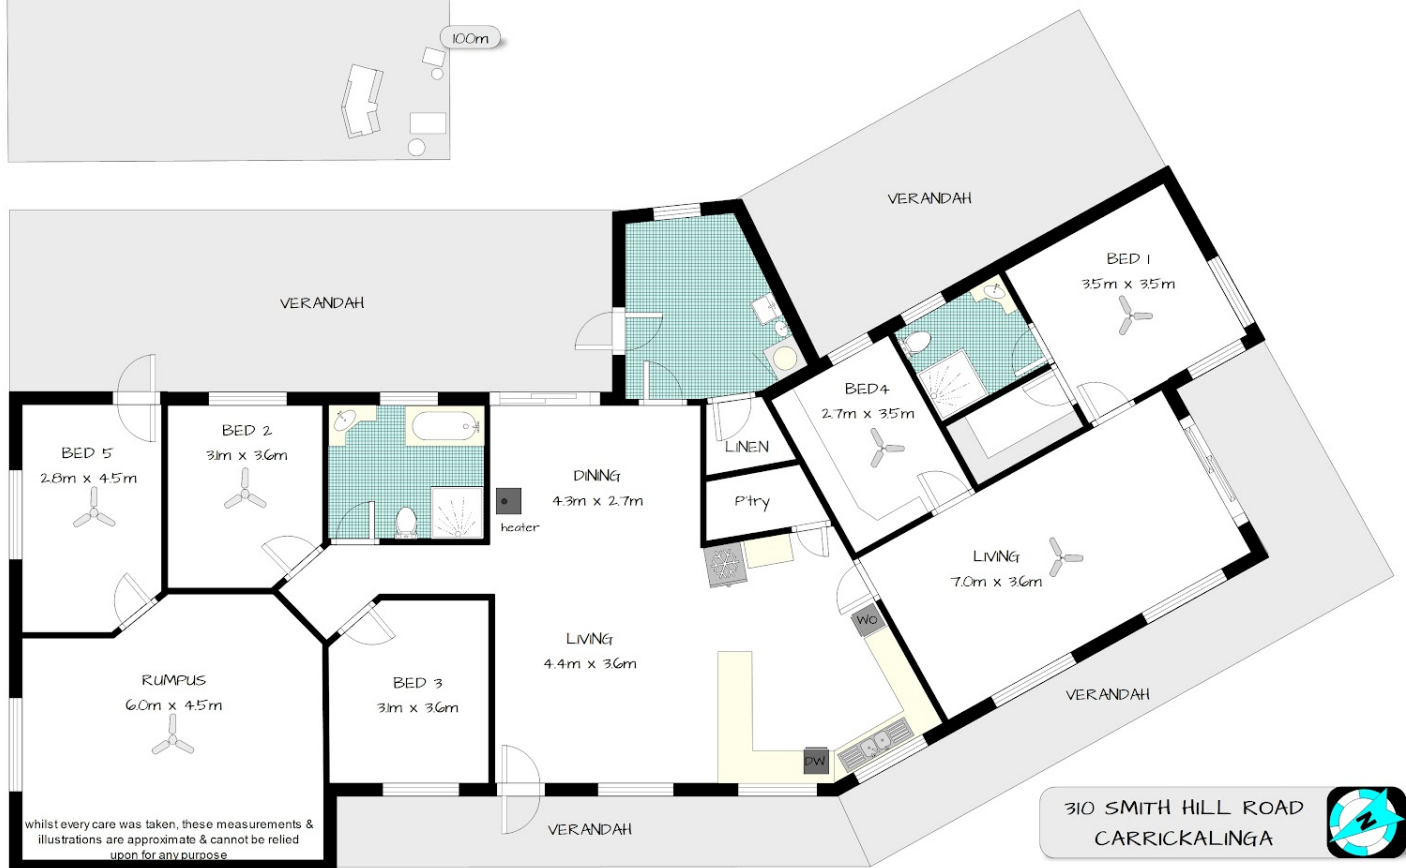 100m
VERANDAH
VERANDAH
BED 1
3.5m x 3.5m
BED 4
2.7m x 3.5m
BED 5
2.8m x 4.5m
BED 2
3.1m x 3.6m
DINING
4.3m x 2.7m
heater
LINEN
P'try
LIVING
7.0m x 3.6m
WO
LIVING
4.4m x 3.6m
RUMPUS
6.0m x 4.5m
BED 3
3.1m x 3.6m
VERANDAH
DW
VERANDAH
whilst every care was taken, these measurements &
illustrations are approximate & cannot be relied
upon for any purpose
310 SMITH HILL ROAD
CARRICKALINGA
N